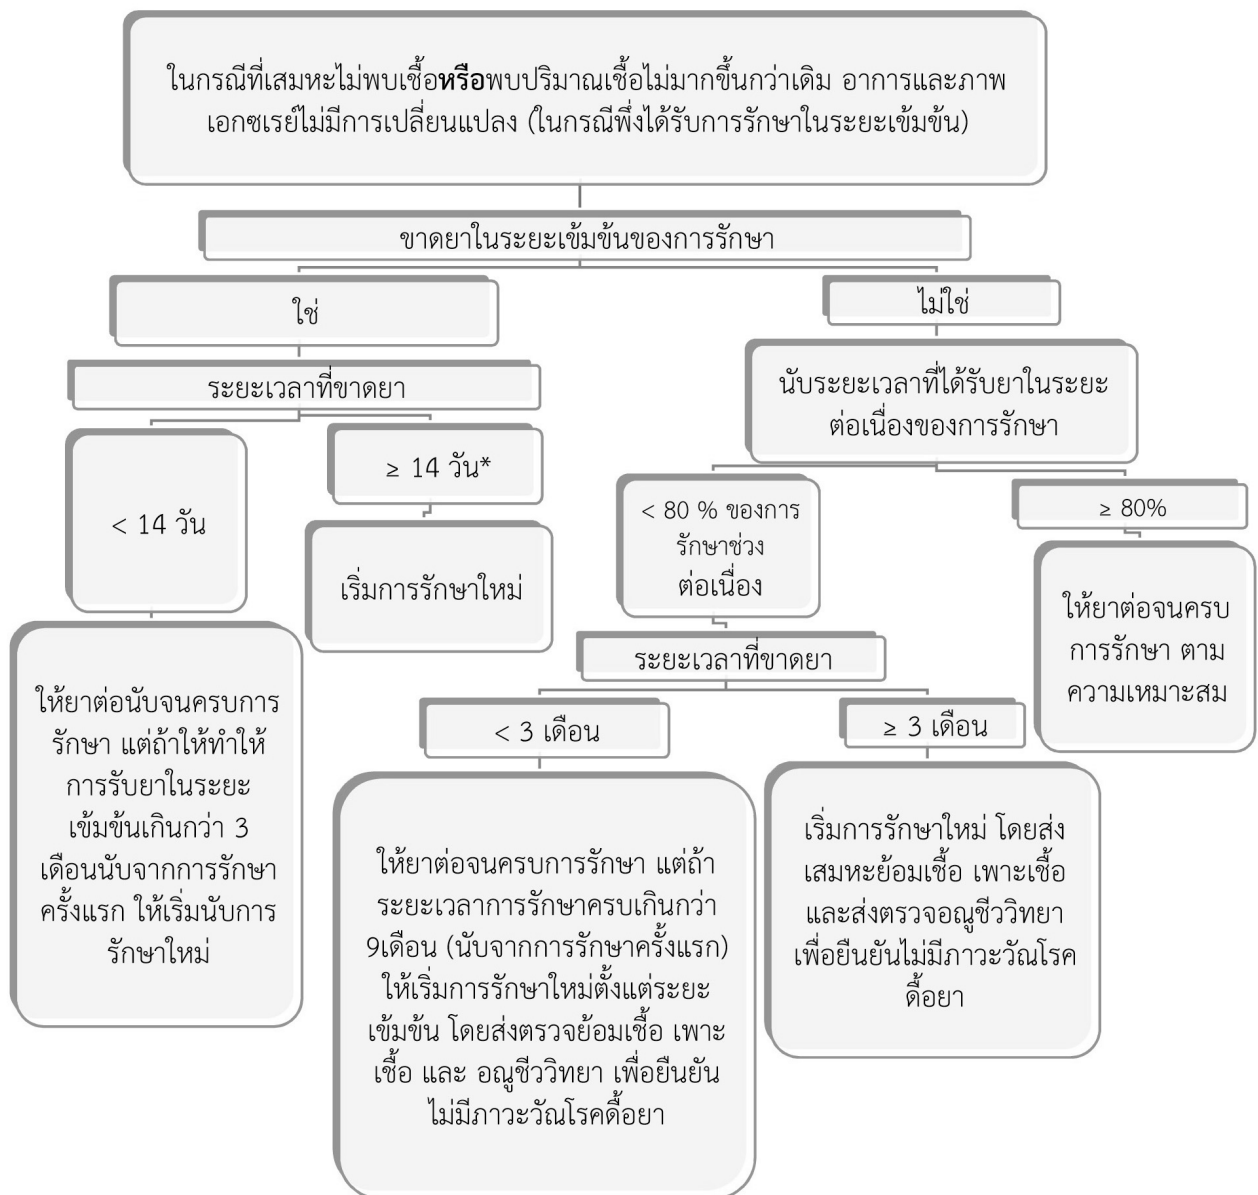 ในกรณีที่เสมหะไม่พบเชื้อหรือพบปริมาณเชื้อไม่มากขึ้นกว่าเดิม อาการและภาพ
เอกซเรย์ไม่มีการเปลี่ยนแปลง (ในกรณีพึ่งได้รับการรักษาในระยะเข้มข้น)
ขาดยาในระยะเข้มข้นของการรักษา
ใช่
ไม่ใช่
ระยะเวลาที่ขาดยา
< 14 วัน
≥ 14 วัน*
เริ่มการรักษาใหม่
ให้ยาต่อนับจนครบการ
รักษา แต่ถ้าให้ทำให้
การรับยาในระยะ
เข้มข้นเกินกว่า 3
เดือนนับจากการรักษา
ครั้งแรก ให้เริ่มนับการ
รักษาใหม่
นับระยะเวลาที่ได้รับยาในระยะ
ต่อเนื่องของการรักษา
< 80 % ของการ
รักษาช่วง
ต่อเนื่อง
≥ 80%
ให้ยาต่อจนครบ
การรักษา ตาม
ความเหมาะสม
ระยะเวลาที่ขาดยา
< 3 เดือน
≥ 3 เดือน
ให้ยาต่อจนครบการรักษา แต่ถ้า
ระยะเวลาการรักษาครบเกินกว่า
9เดือน (นับจากการรักษาครั้งแรก)
ให้เริ่มการรักษาใหม่ตั้งแต่ระยะ
เข้มข้น โดยส่งตรวจย้อมเชื้อ เพาะ
เชื้อ และ อณูชีววิทยา เพื่อยืนยัน
ไม่มีภาวะวัณโรคดื้อยา
เริ่มการรักษาใหม่ โดยส่ง
เสมหะย้อมเชื้อ เพาะเชื้อ
และส่งตรวจอณูชีววิทยา
เพื่อยืนยันไม่มีภาวะวัณโรค
ดื้อยา